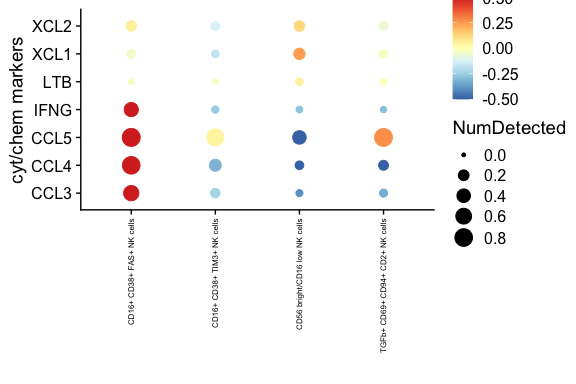 cyt/chem markers
XCL2
XCL1
LTB
IFNG
CCL5
CCL4
CCL3
CD16+ CD38+ FAS+ NK cells
CD16+ CD38+ TIM3+ NK cells
CD56 bright/CD16 low NK cells
TGFb+ CD69+ CD94+ CD2+ NK cells
0.25
0.00
-0.25
-0.50
NumDetected
0.0
0.2
0.4
0.6
0.8